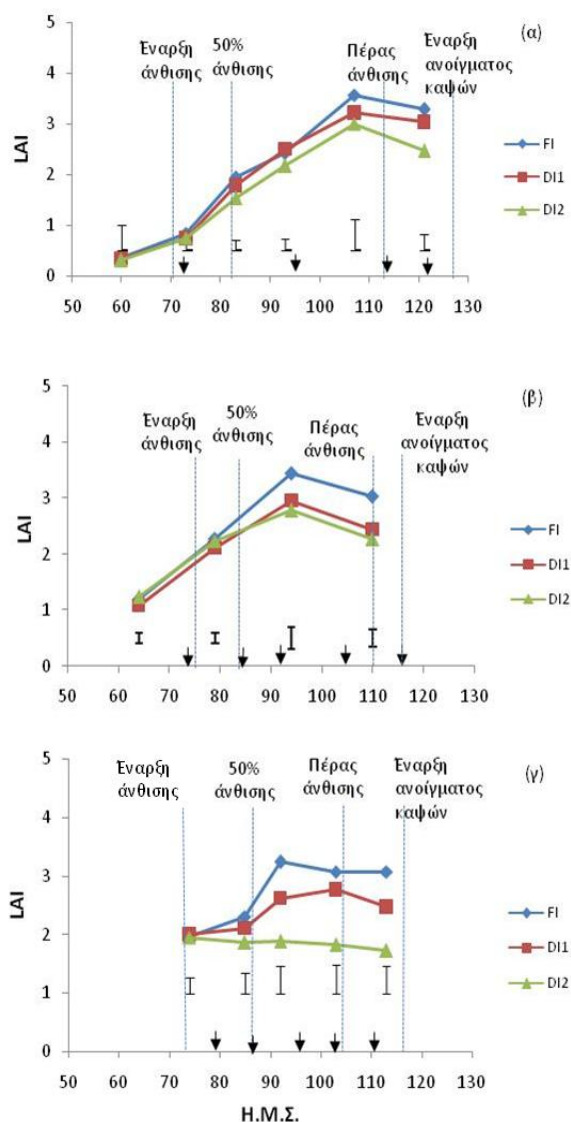 (α)
Έναρξη
άνθισης
50%
άνθισης
Πέρας
άνθισης
Έναρξη
ανοίγματος
καψών
LAI
5
4
3
2
1
0
FI
DI1
DI2
50 60 70 80 90 100 110 120 130
(β)
Έναρξη
άνθισης
50%
άνθισης
Πέρας
άνθισης
Έναρξη
ανοίγματος
καψών
LAI
5
4
3
2
1
0
FI
DI1
DI2
50 60 70 80 90 100 110 120 130
(γ)
Έναρξη
άνθισης
50%
άνθισης
Πέρας
άνθισης
Έναρξη
ανοίγματος
καψών
LAI
5
4
3
2
1
0
FI
DI1
DI2
50 60 70 80 90 100 110 120 130
Η.Μ.Σ.